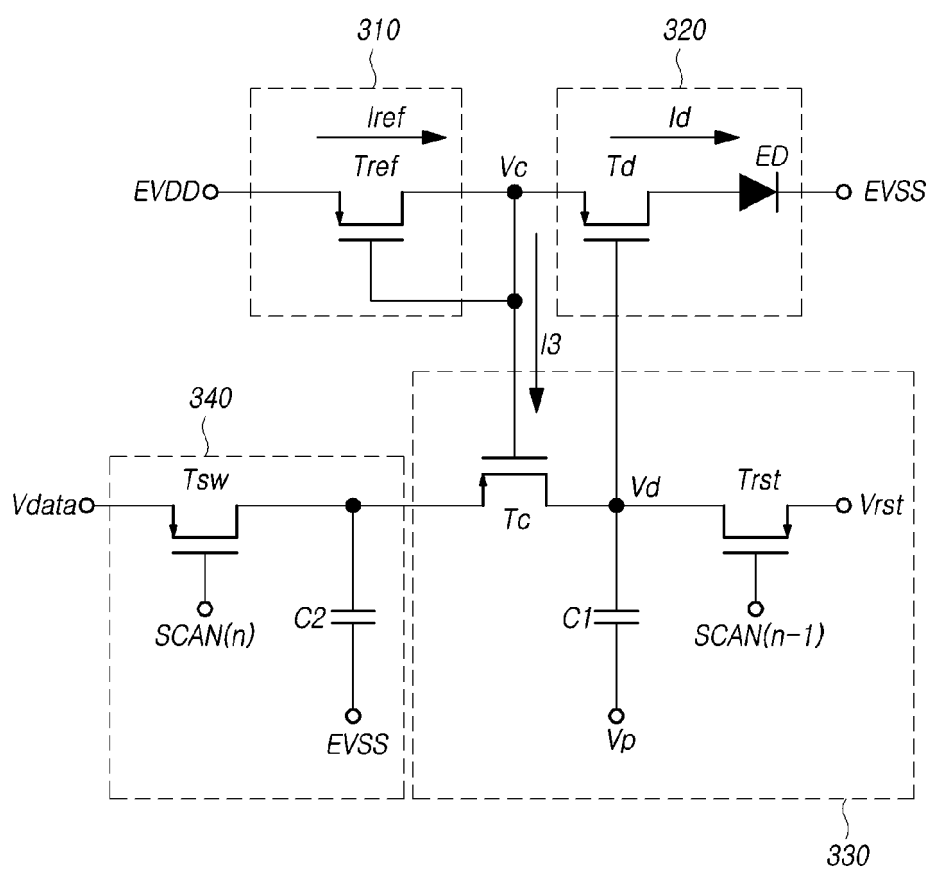 310
320
Iref
Id
Tref
Vc
Td
ED
EVDD
EVSS
I3
340
Tsw
Vd
Trst
Vdata
Tc
Vrst
C2
C1
SCAN(n)
SCAN(n-1)
EVSS
Vp
330